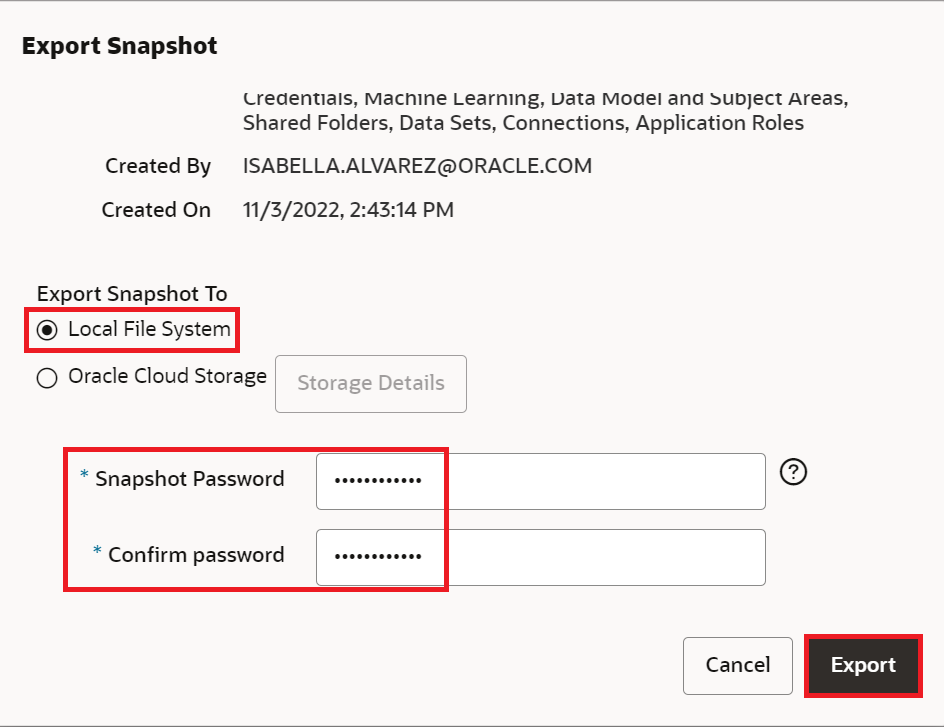 Export Snapshot
Credentials, Machine Learning, Data Model and Subject Areas,
Shared Folders, Data Sets, Connections, Application Roles
Created By ISABELLA.ALVAREZ@ORACLE.COM
Created On 11/3/2022, 2:43:14 PM
Export Snapshot To
Local File System
Oracle Cloud Storage Storage Details
* Snapshot Password ••••••••••••
* Confirm password ••••••••••••
Cancel Export